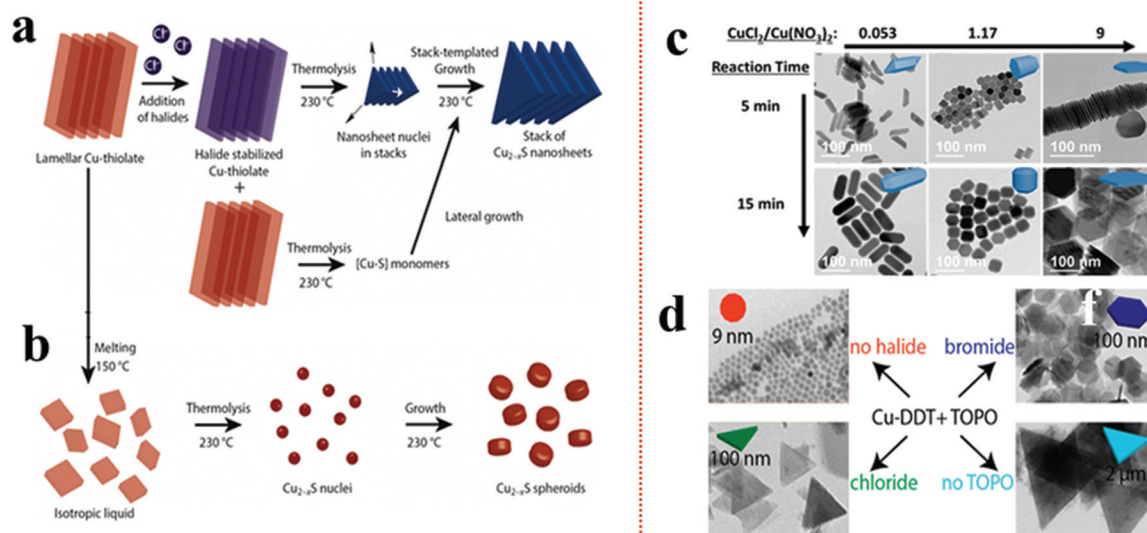 a
Cl⁻
Cl⁻
Cl⁻
Addition
of halides
Thermolysis
230 °C
Stack-templated
Growth
230 °C
Nanosheet nuclei
in stacks
Stack of
Cu2-xS nanosheets
Lamellar Cu-thiolate
Halide stabilized
Cu-thiolate
+
Lateral growth
Thermolysis
230 °C
[Cu-S] monomers
b
Melting
150 °C
Thermolysis
230 °C
Growth
230 °C
Isotropic liquid
Cu2-xS nuclei
Cu2-xS spheroids
c
CuCl2/Cu(NO3)2: 0.053 1.17 9
Reaction Time
5 min
100 nm
100 nm
100 nm
15 min
100 nm
100 nm
100 nm
d
9 nm
no halide
bromide
f
100 nm
Cu-DDT+ TOPO
100 nm
chloride
no TOPO
2 μm